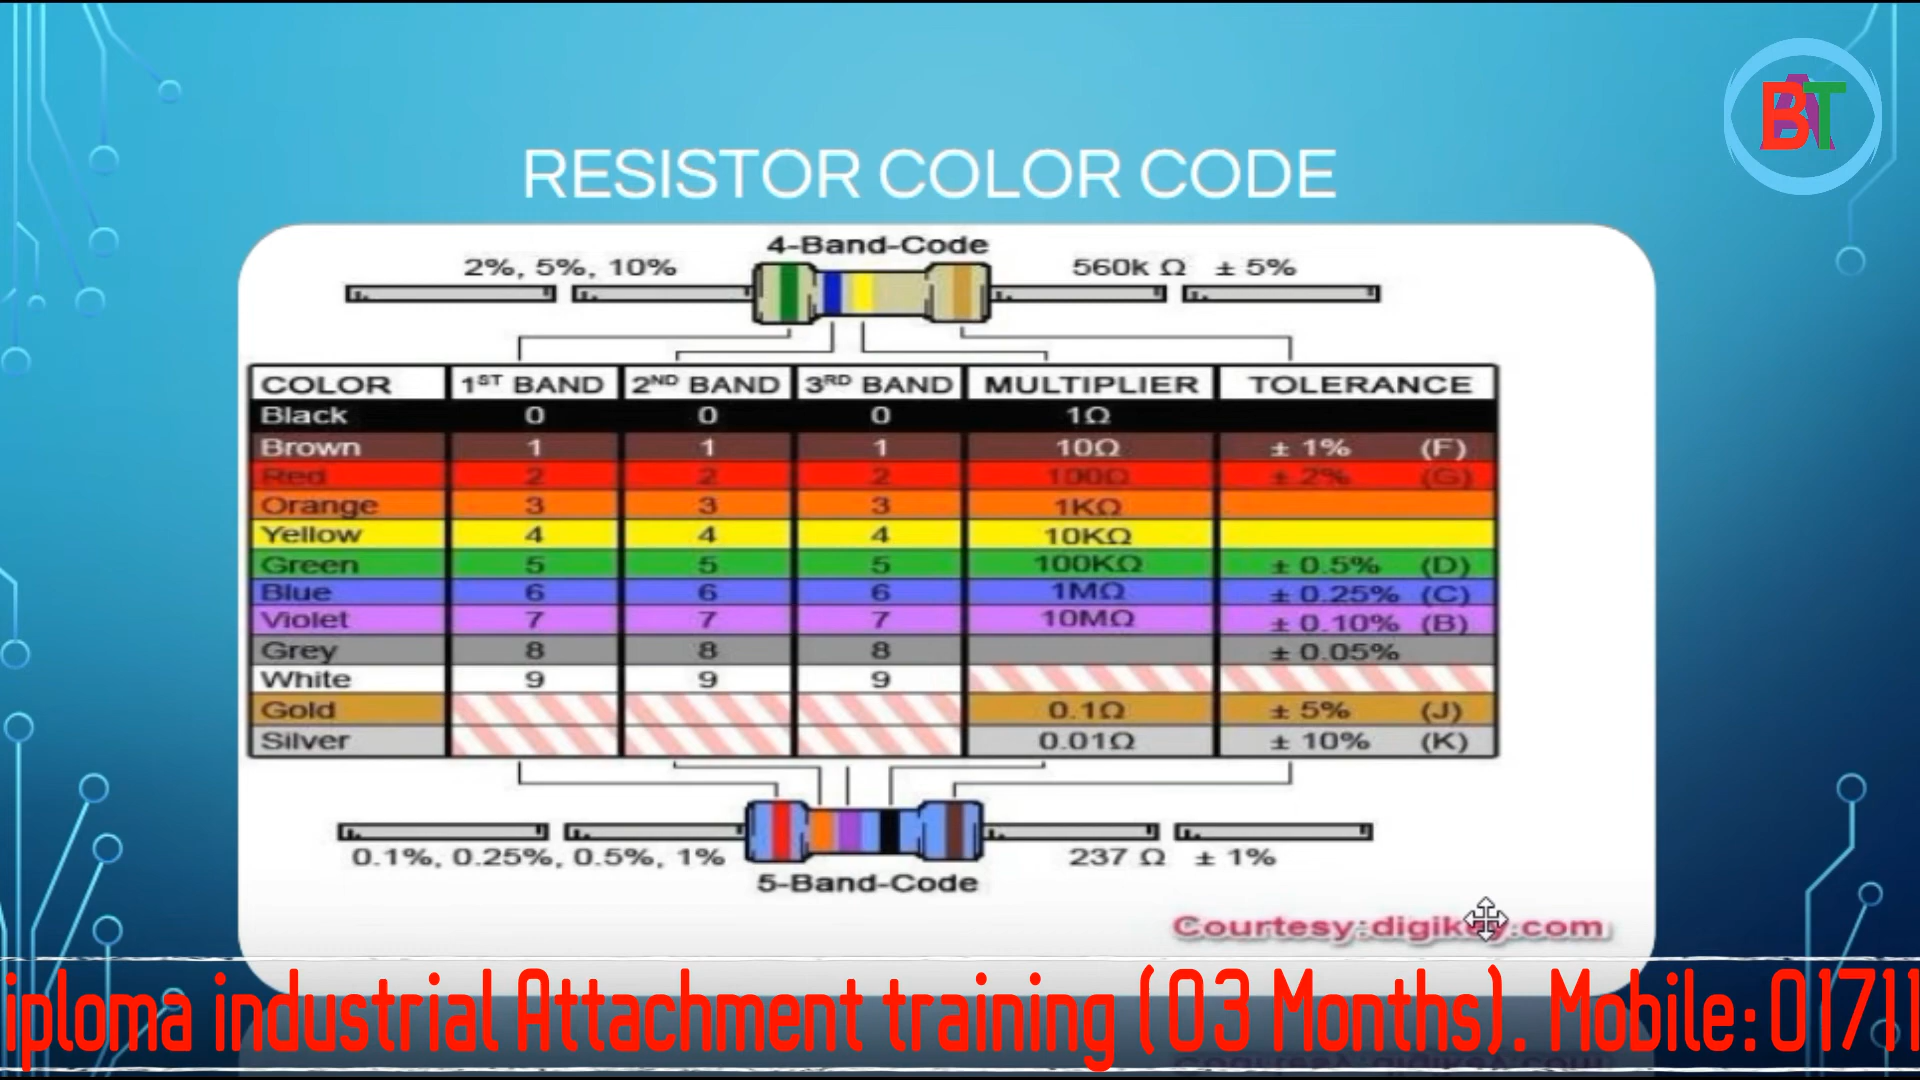 BAT
RESISTOR COLOR CODE
4-Band-Code
2%, 5%, 10%
560k Ω ± 5%
COLOR 1ST BAND 2ND BAND 3RD BAND MULTIPLIER TOLERANCE
Black 0 0 0 1Ω
Brown 1 1 1 10Ω ± 1% (F)
Red 2 2 2 100Ω ± 2% (G)
Orange 3 3 3 1KΩ
Yellow 4 4 4 10KΩ
Green 5 5 5 100KΩ ± 0.5% (D)
Blue 6 6 6 1MΩ ± 0.25% (C)
Violet 7 7 7 10MΩ ± 0.10% (B)
Grey 8 8 8 ± 0.05%
White 9 9 9
Gold 0.1Ω ± 5% (J)
Silver 0.01Ω ± 10% (K)
0.1%, 0.25%, 0.5%, 1%
237 Ω ± 1%
5-Band-Code
Courtesy:digikey.com
iploma industrial Attachment training (03 Months). Mobile:01711